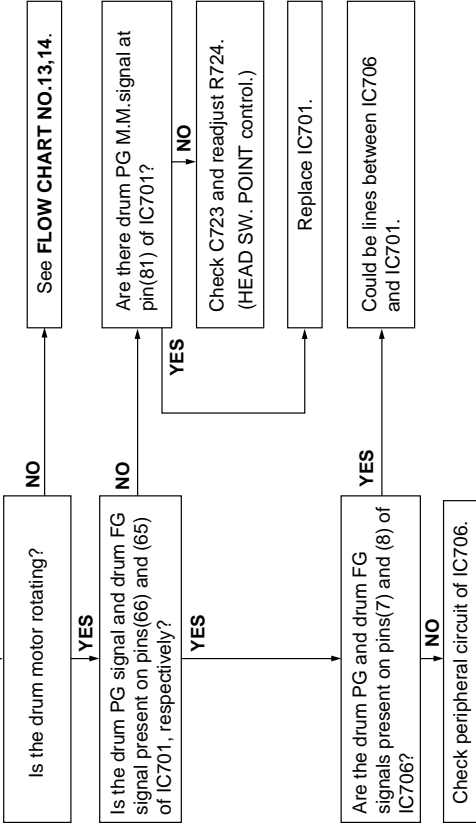 Is the drum motor rotating?
NO
See FLOW CHART NO.13,14.
YES
Is the drum PG signal and drum FG
signal present on pins(66) and (65)
of IC701, respectively?
NO
Are there drum PG M.M.signal at
pin(81) of IC701?
NO
Check C723 and readjust R724.
(HEAD SW. POINT control.)
YES
Replace IC701.
YES
Are the drum PG and drum FG
signals present on pins(7) and (8) of
IC706?
YES
Could be lines between IC706
and IC701.
NO
Check peripheral circuit of IC706.